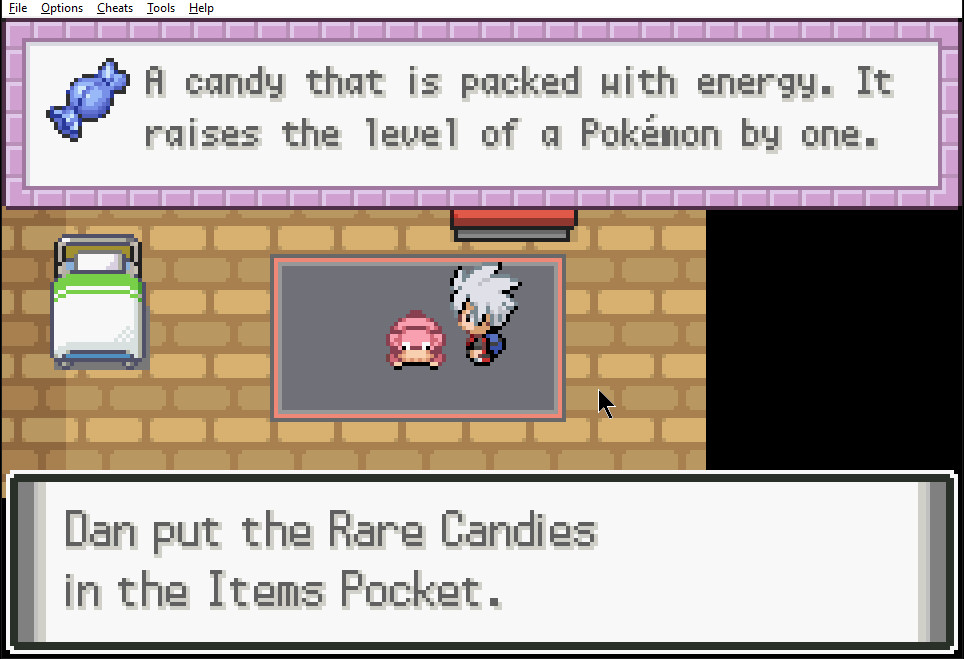 File Options Cheats Tools Help
A candy that is packed with energy. It
raises the level of a Pokémon by one.
Dan put the Rare Candies
in the Items Pocket.